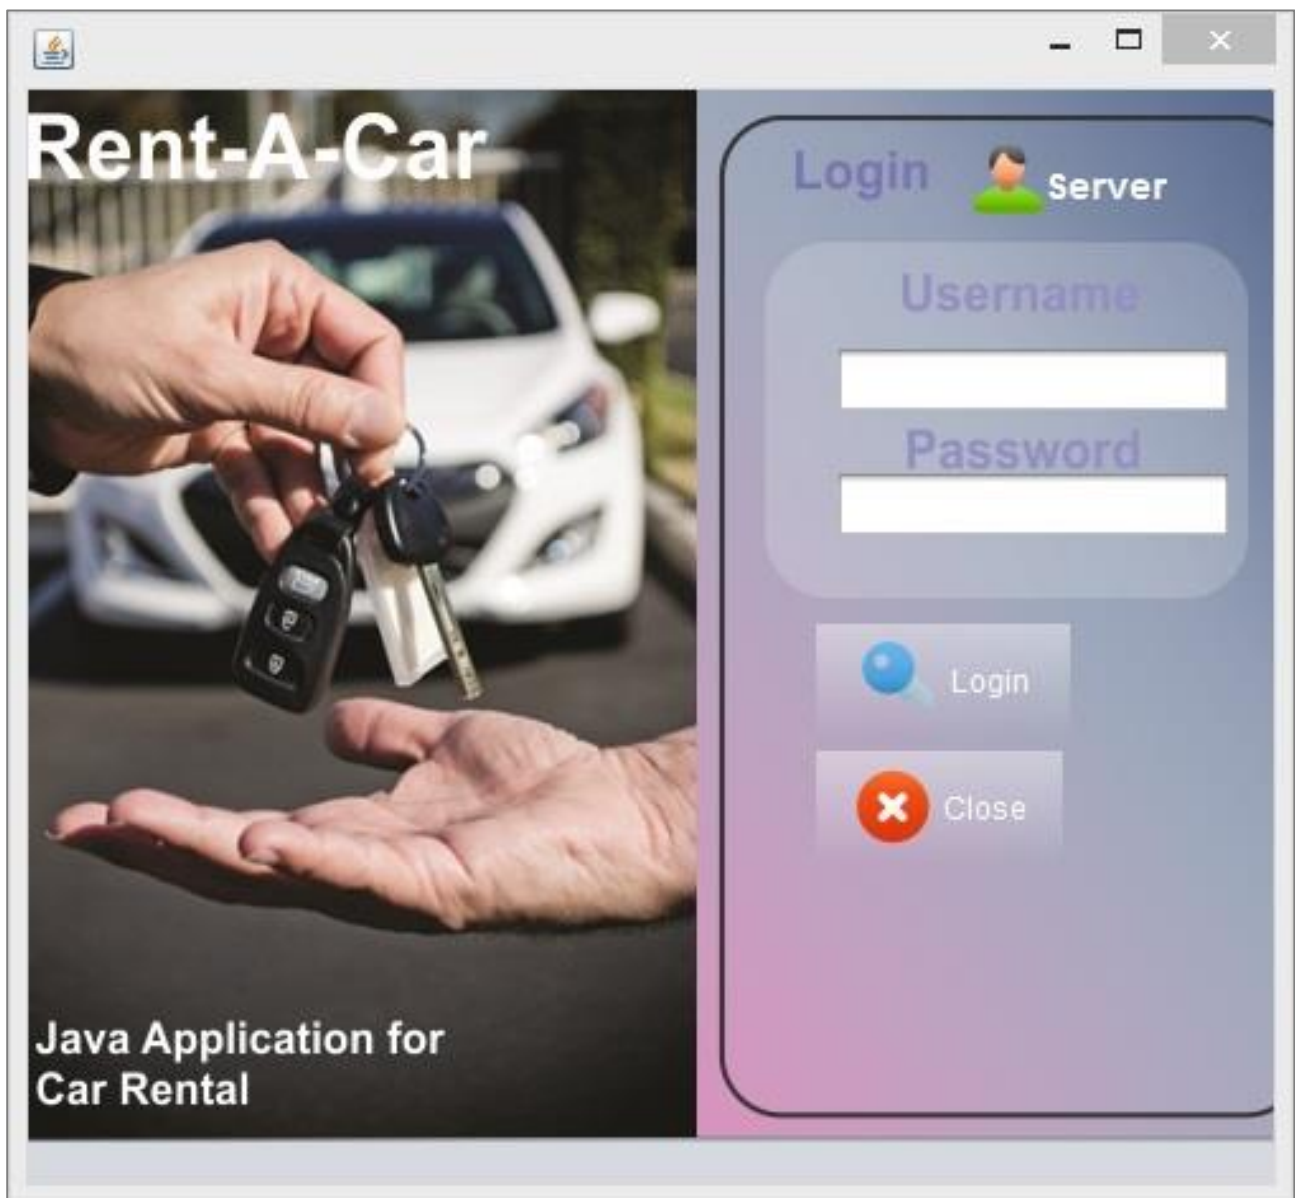 Rent-A-Car
Java Application for
Car Rental
Login
Server
Username
Password
Login
Close